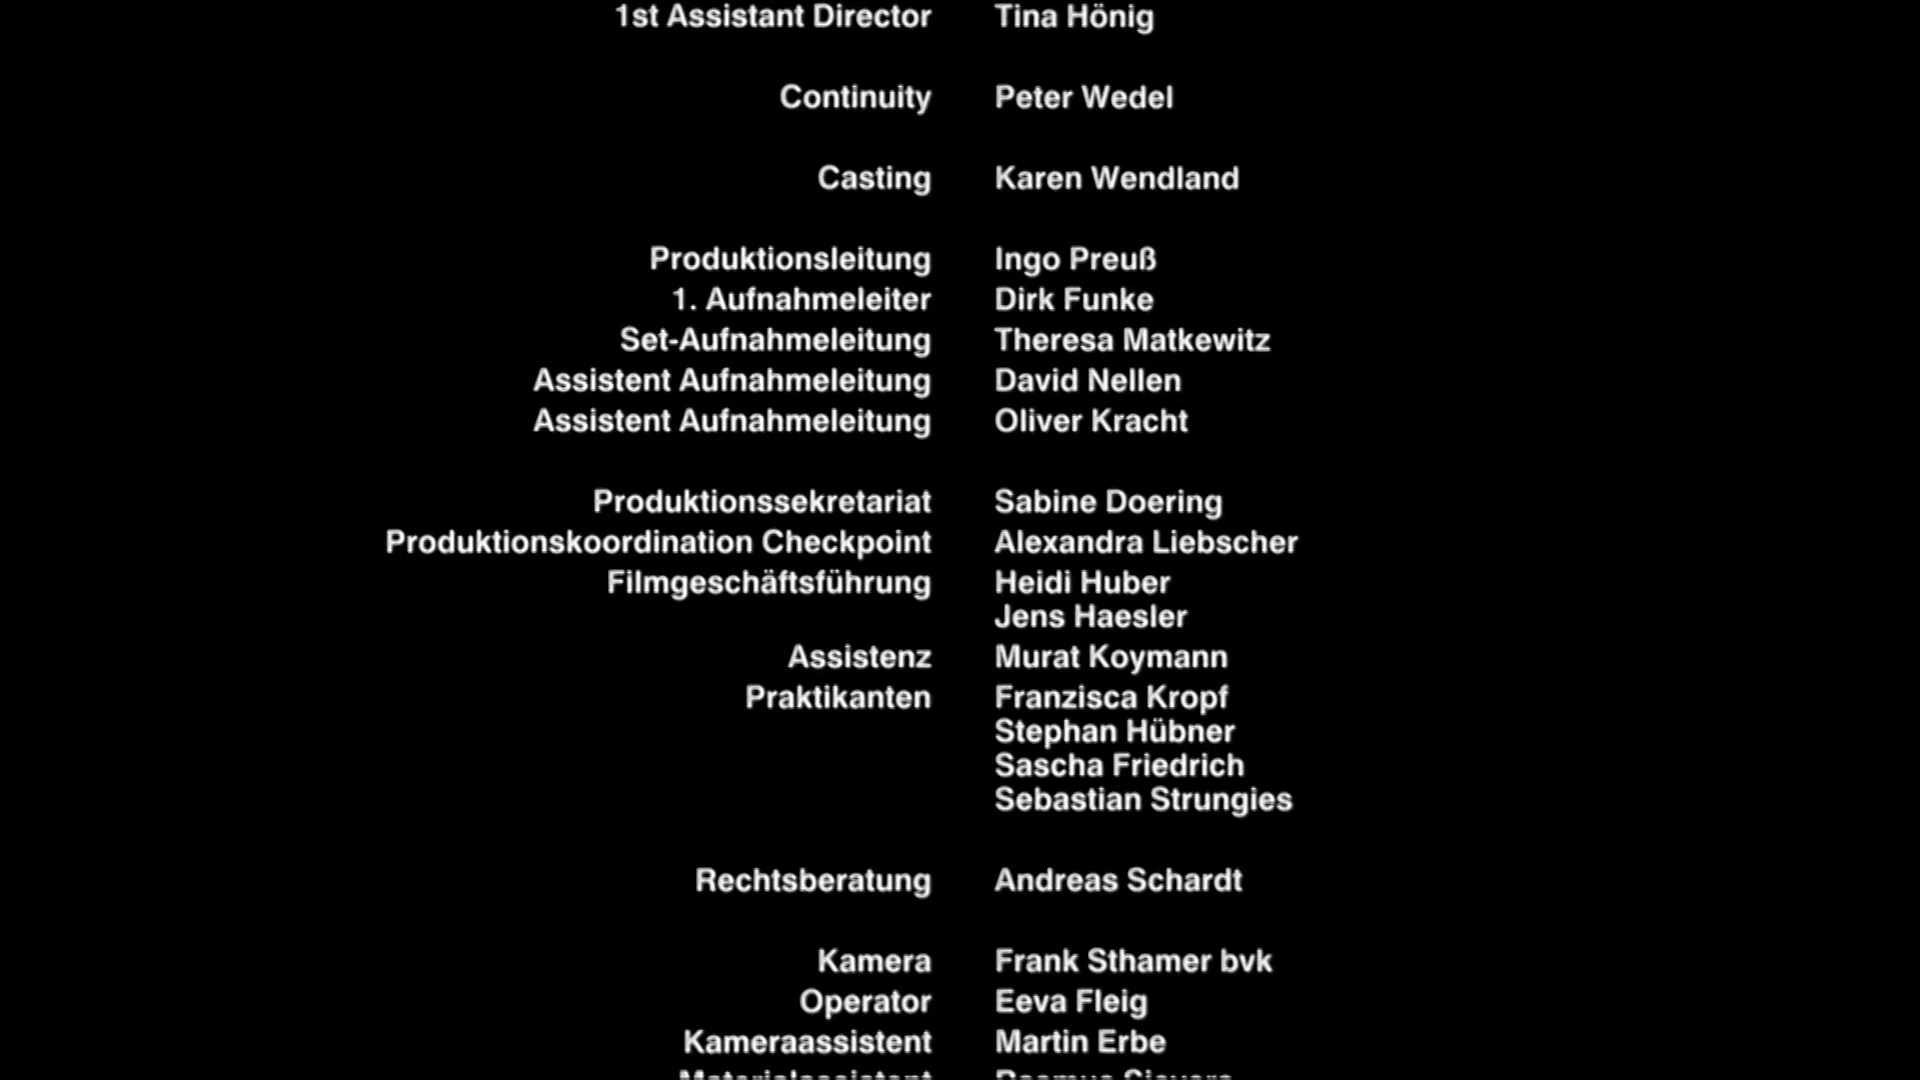 1st Assistant Director Tina Hönig
Continuity Peter Wedel
Casting Karen Wendland
Produktionsleitung Ingo Preuß
1. Aufnahmeleiter Dirk Funke
Set-Aufnahmeleitung Theresa Matkewitz
Assistent Aufnahmeleitung David Nellen
Assistent Aufnahmeleitung Oliver Kracht
Produktionssekretariat Sabine Doering
Produktionskoordination Checkpoint Alexandra Liebscher
Filmgeschäftsführung Heidi Huber
Jens Haesler
Assistenz Murat Koymann
Praktikanten Franzisca Kropf
Stephan Hübner
Sascha Friedrich
Sebastian Strungies
Rechtsberatung Andreas Schardt
Kamera Frank Sthamer bvk
Operator Eeva Fleig
Kameraassistent Martin Erbe